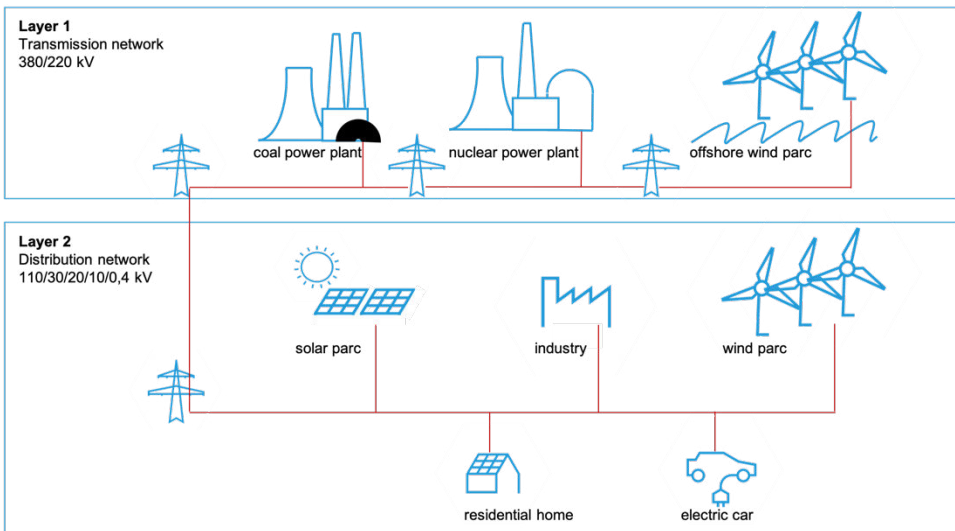 Layer 1
Transmission network
380/220 kV
coal power plant
nuclear power plant
offshore wind parc
Layer 2
Distribution network
110/30/20/10/0,4 kV
solar parc
industry
wind parc
residential home
electric car